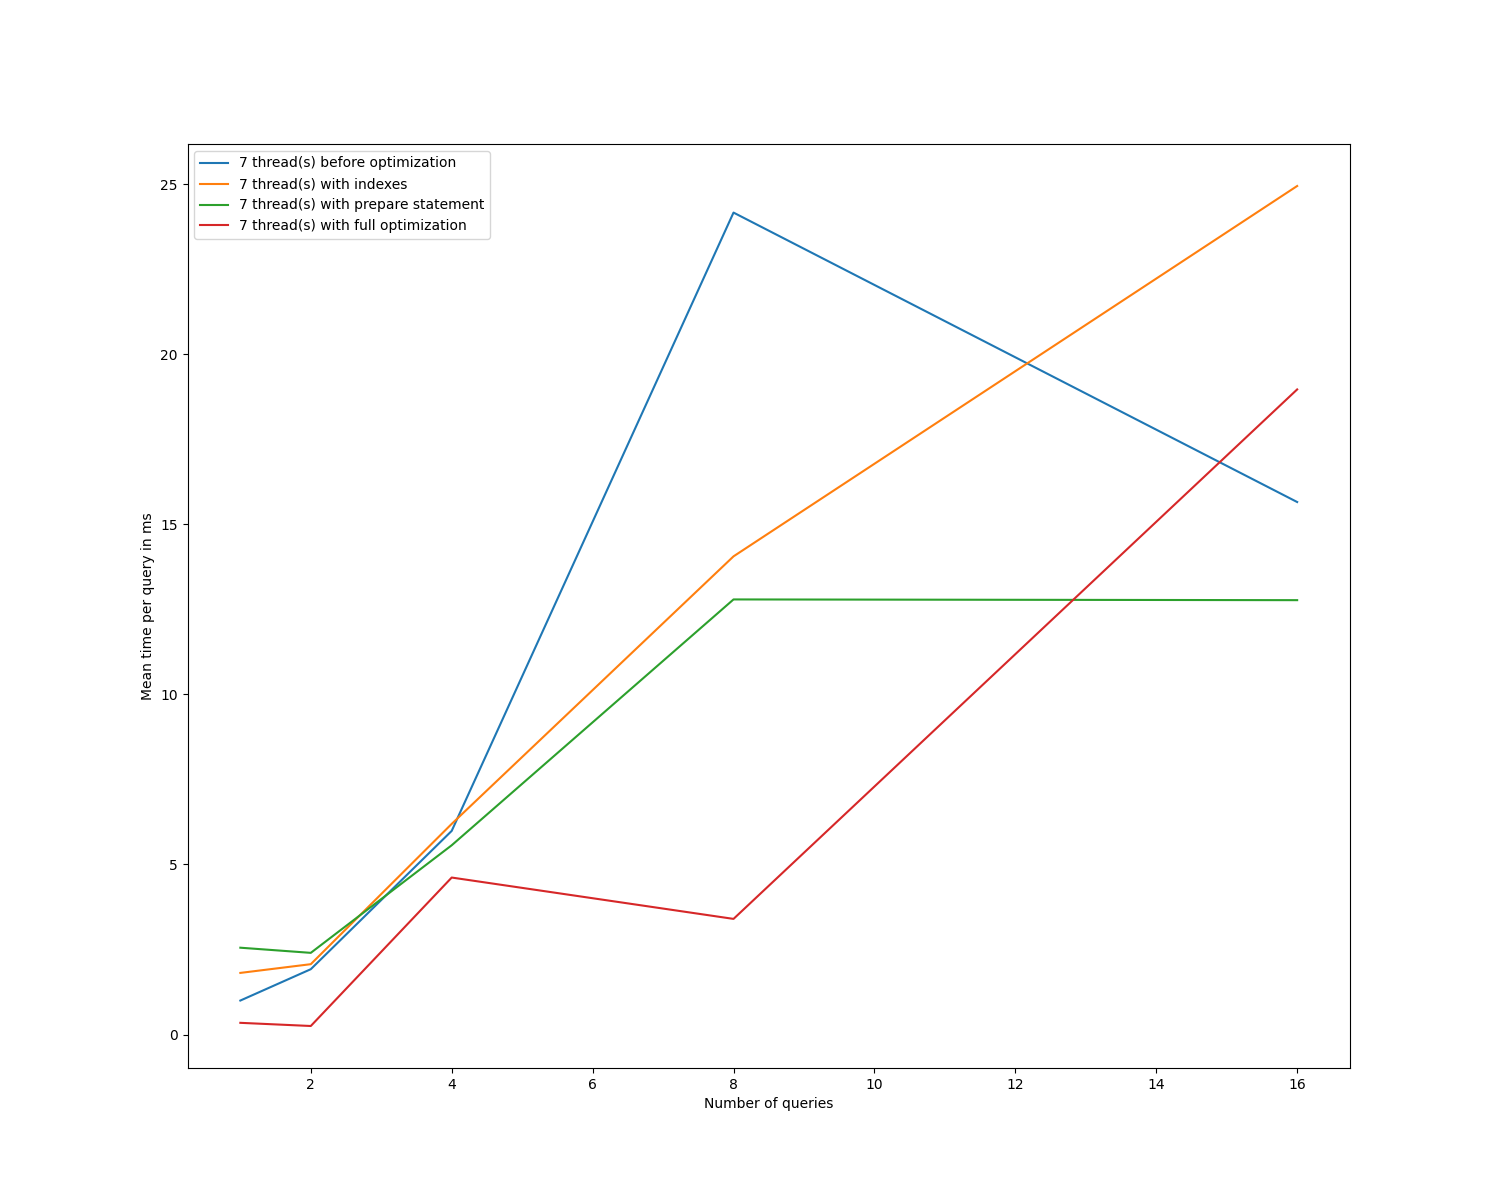 7 thread(s) before optimization
7 thread(s) with indexes
7 thread(s) with prepare statement
7 thread(s) with full optimization
25
20
15
10
5
0
Mean time per query in ms
2 4 6 8 10 12 14 16
Number of queries